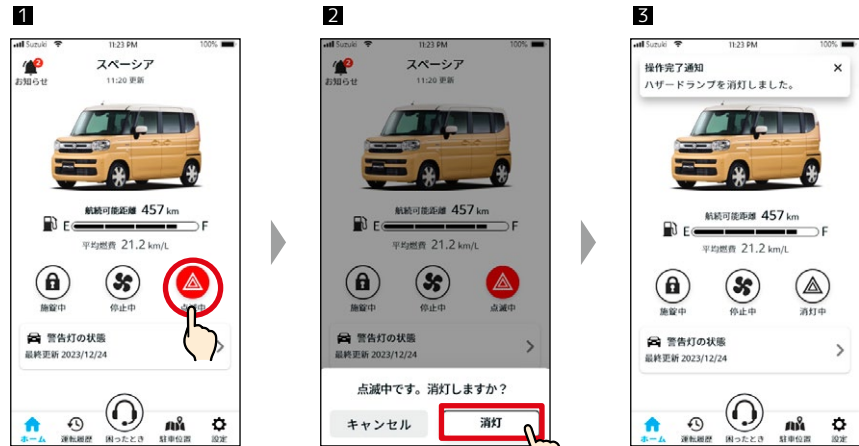 1
Suzuki 11:23 PM 100%
2
お知らせ
スペーシア
11:20 更新
航続可能距離 457 km
E F
平均燃費 21.2 km/L
施錠中 停止中 点滅中
警告灯の状態
最終更新 2023/12/24
ホーム 運転履歴 困ったとき 駐車位置 設定
2
Suzuki 11:23 PM 100%
2
お知らせ
スペーシア
11:20 更新
航続可能距離 457 km
E F
平均燃費 21.2 km/L
施錠中 停止中 点滅中
警告灯の状態
最終更新 2023/12/24
点滅中です。消灯しますか？
キャンセル 消灯
3
Suzuki 11:23 PM 100%
操作完了通知
ハザードランプを消灯しました。
航続可能距離 457 km
E F
平均燃費 21.2 km/L
施錠中 停止中 消灯中
警告灯の状態
最終更新 2023/12/24
ホーム 運転履歴 困ったとき 駐車位置 設定